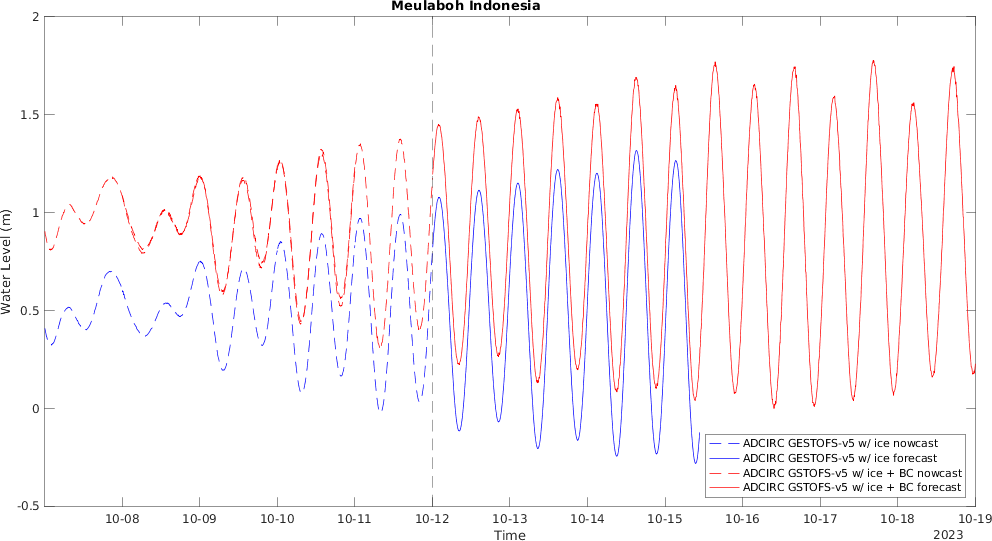 Meulaboh Indonesia
2
1.5
1
0.5
0
-0.5
Water Level (m)
ADCIRC GESTOFS-v5 w/ ice nowcast
ADCIRC GESTOFS-v5 w/ ice forecast
ADCIRC GSTOFS-v5 w/ ice + BC nowcast
ADCIRC GSTOFS-v5 w/ ice + BC forecast
10-08 10-09 10-10 10-11 10-12 10-13 10-14 10-15 10-16 10-17 10-18 10-19
Time
2023